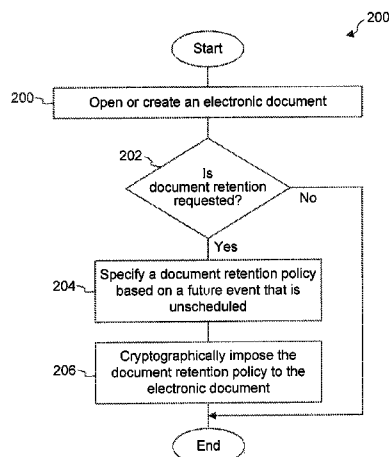 200
Start
200
Open or create an electronic document
202
Is
document retention
requested?
No
Yes
204
Specify a document retention policy
based on a future event that is
unscheduled
206
Cryptographically impose the
document retention policy to the
electronic document
End